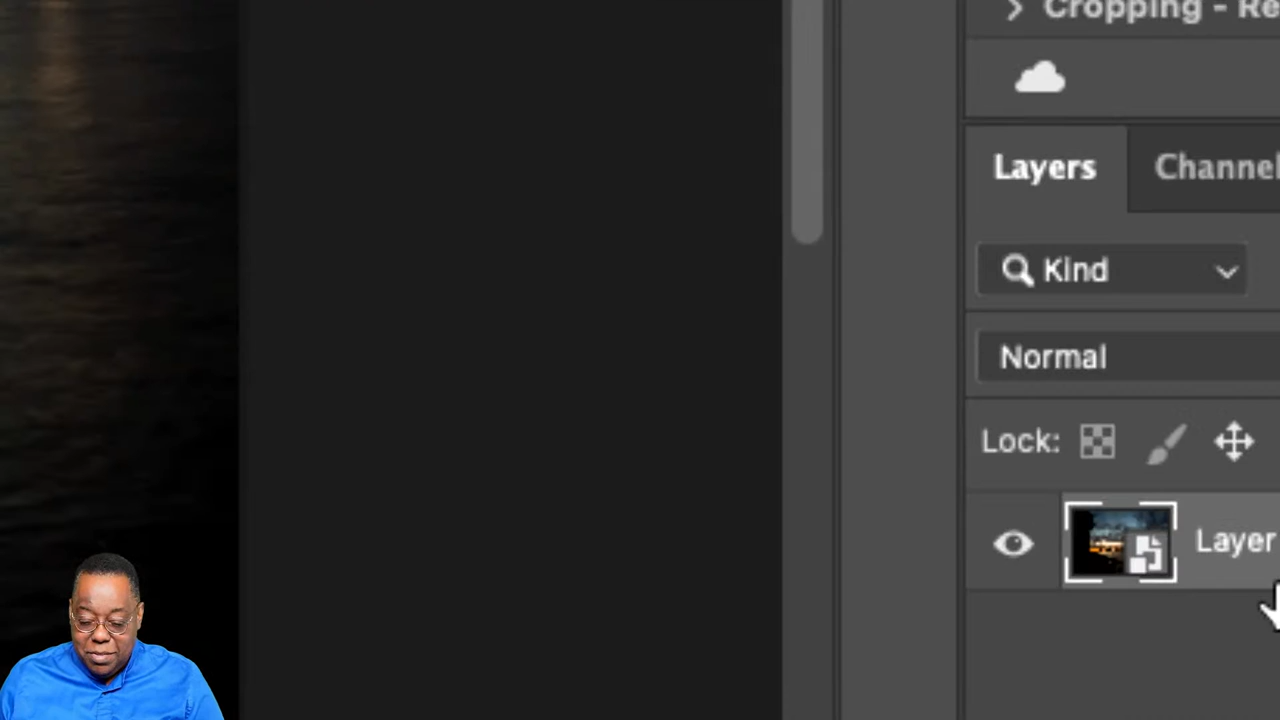 Cropping - Re
Layers Channel
Kind
Normal
Lock:
Layer